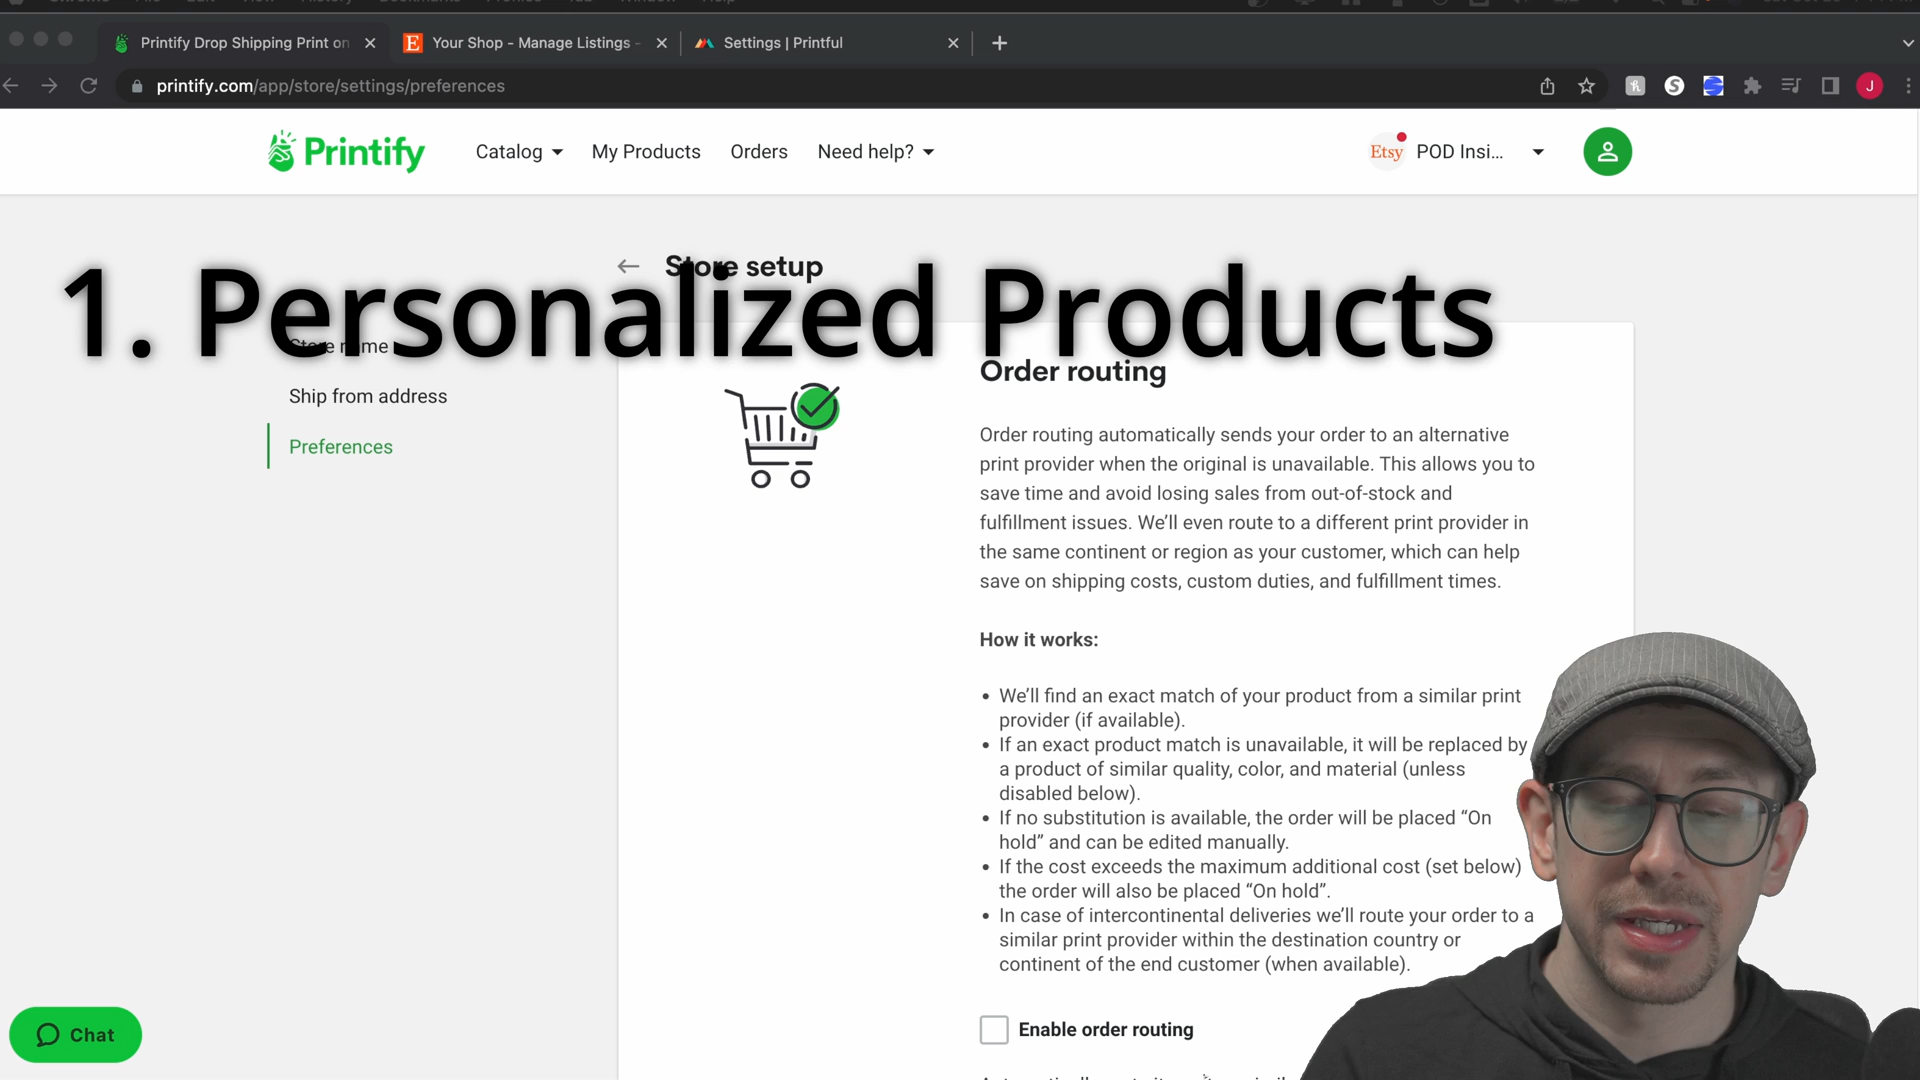 Printify Drop Shipping Print on
Your Shop - Manage Listings -
Settings | Printful
printify.com/app/store/settings/preferences
J
Printify
Catalog
My Products
Orders
Need help?
Etsy
POD Insi...
Store setup
1. Personalized Products
Store name
Ship from address
Preferences
Order routing
Order routing automatically sends your order to an alternative
print provider when the original is unavailable. This allows you to
save time and avoid losing sales from out-of-stock and
fulfillment issues. We'll even route to a different print provider in
the same continent or region as your customer, which can help
save on shipping costs, custom duties, and fulfillment times.
How it works:
• We'll find an exact match of your product from a similar print
provider (if available).
• If an exact product match is unavailable, it will be replaced by
a product of similar quality, color, and material (unless
disabled below).
• If no substitution is available, the order will be placed “On
hold” and can be edited manually.
• If the cost exceeds the maximum additional cost (set below)
the order will also be placed “On hold”.
• In case of intercontinental deliveries we'll route your order to a
similar print provider within the destination country or
continent of the end customer (when available).
Enable order routing
Chat